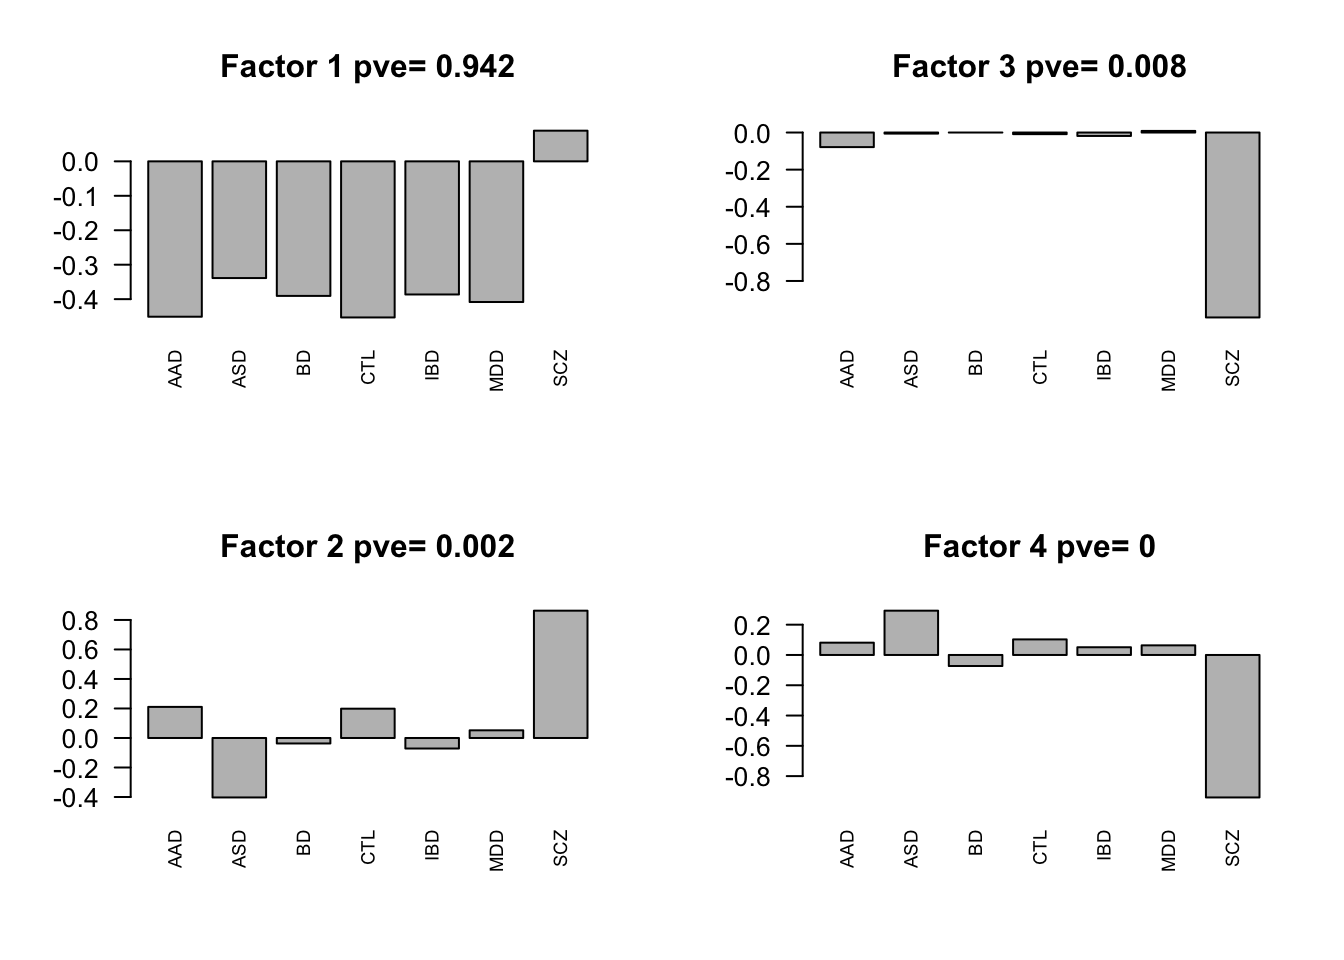 Factor 1 pve= 0.942
0.0
-0.1
-0.2
-0.3
-0.4
AAD
ASD
BD
CTL
IBD
MDD
SCZ
Factor 3 pve= 0.008
0.0
-0.2
-0.4
-0.6
-0.8
AAD
ASD
BD
CTL
IBD
MDD
SCZ
Factor 2 pve= 0.002
0.8
0.6
0.4
0.2
0.0
-0.2
-0.4
AAD
ASD
BD
CTL
IBD
MDD
SCZ
Factor 4 pve= 0
0.2
0.0
-0.2
-0.4
-0.6
-0.8
AAD
ASD
BD
CTL
IBD
MDD
SCZ